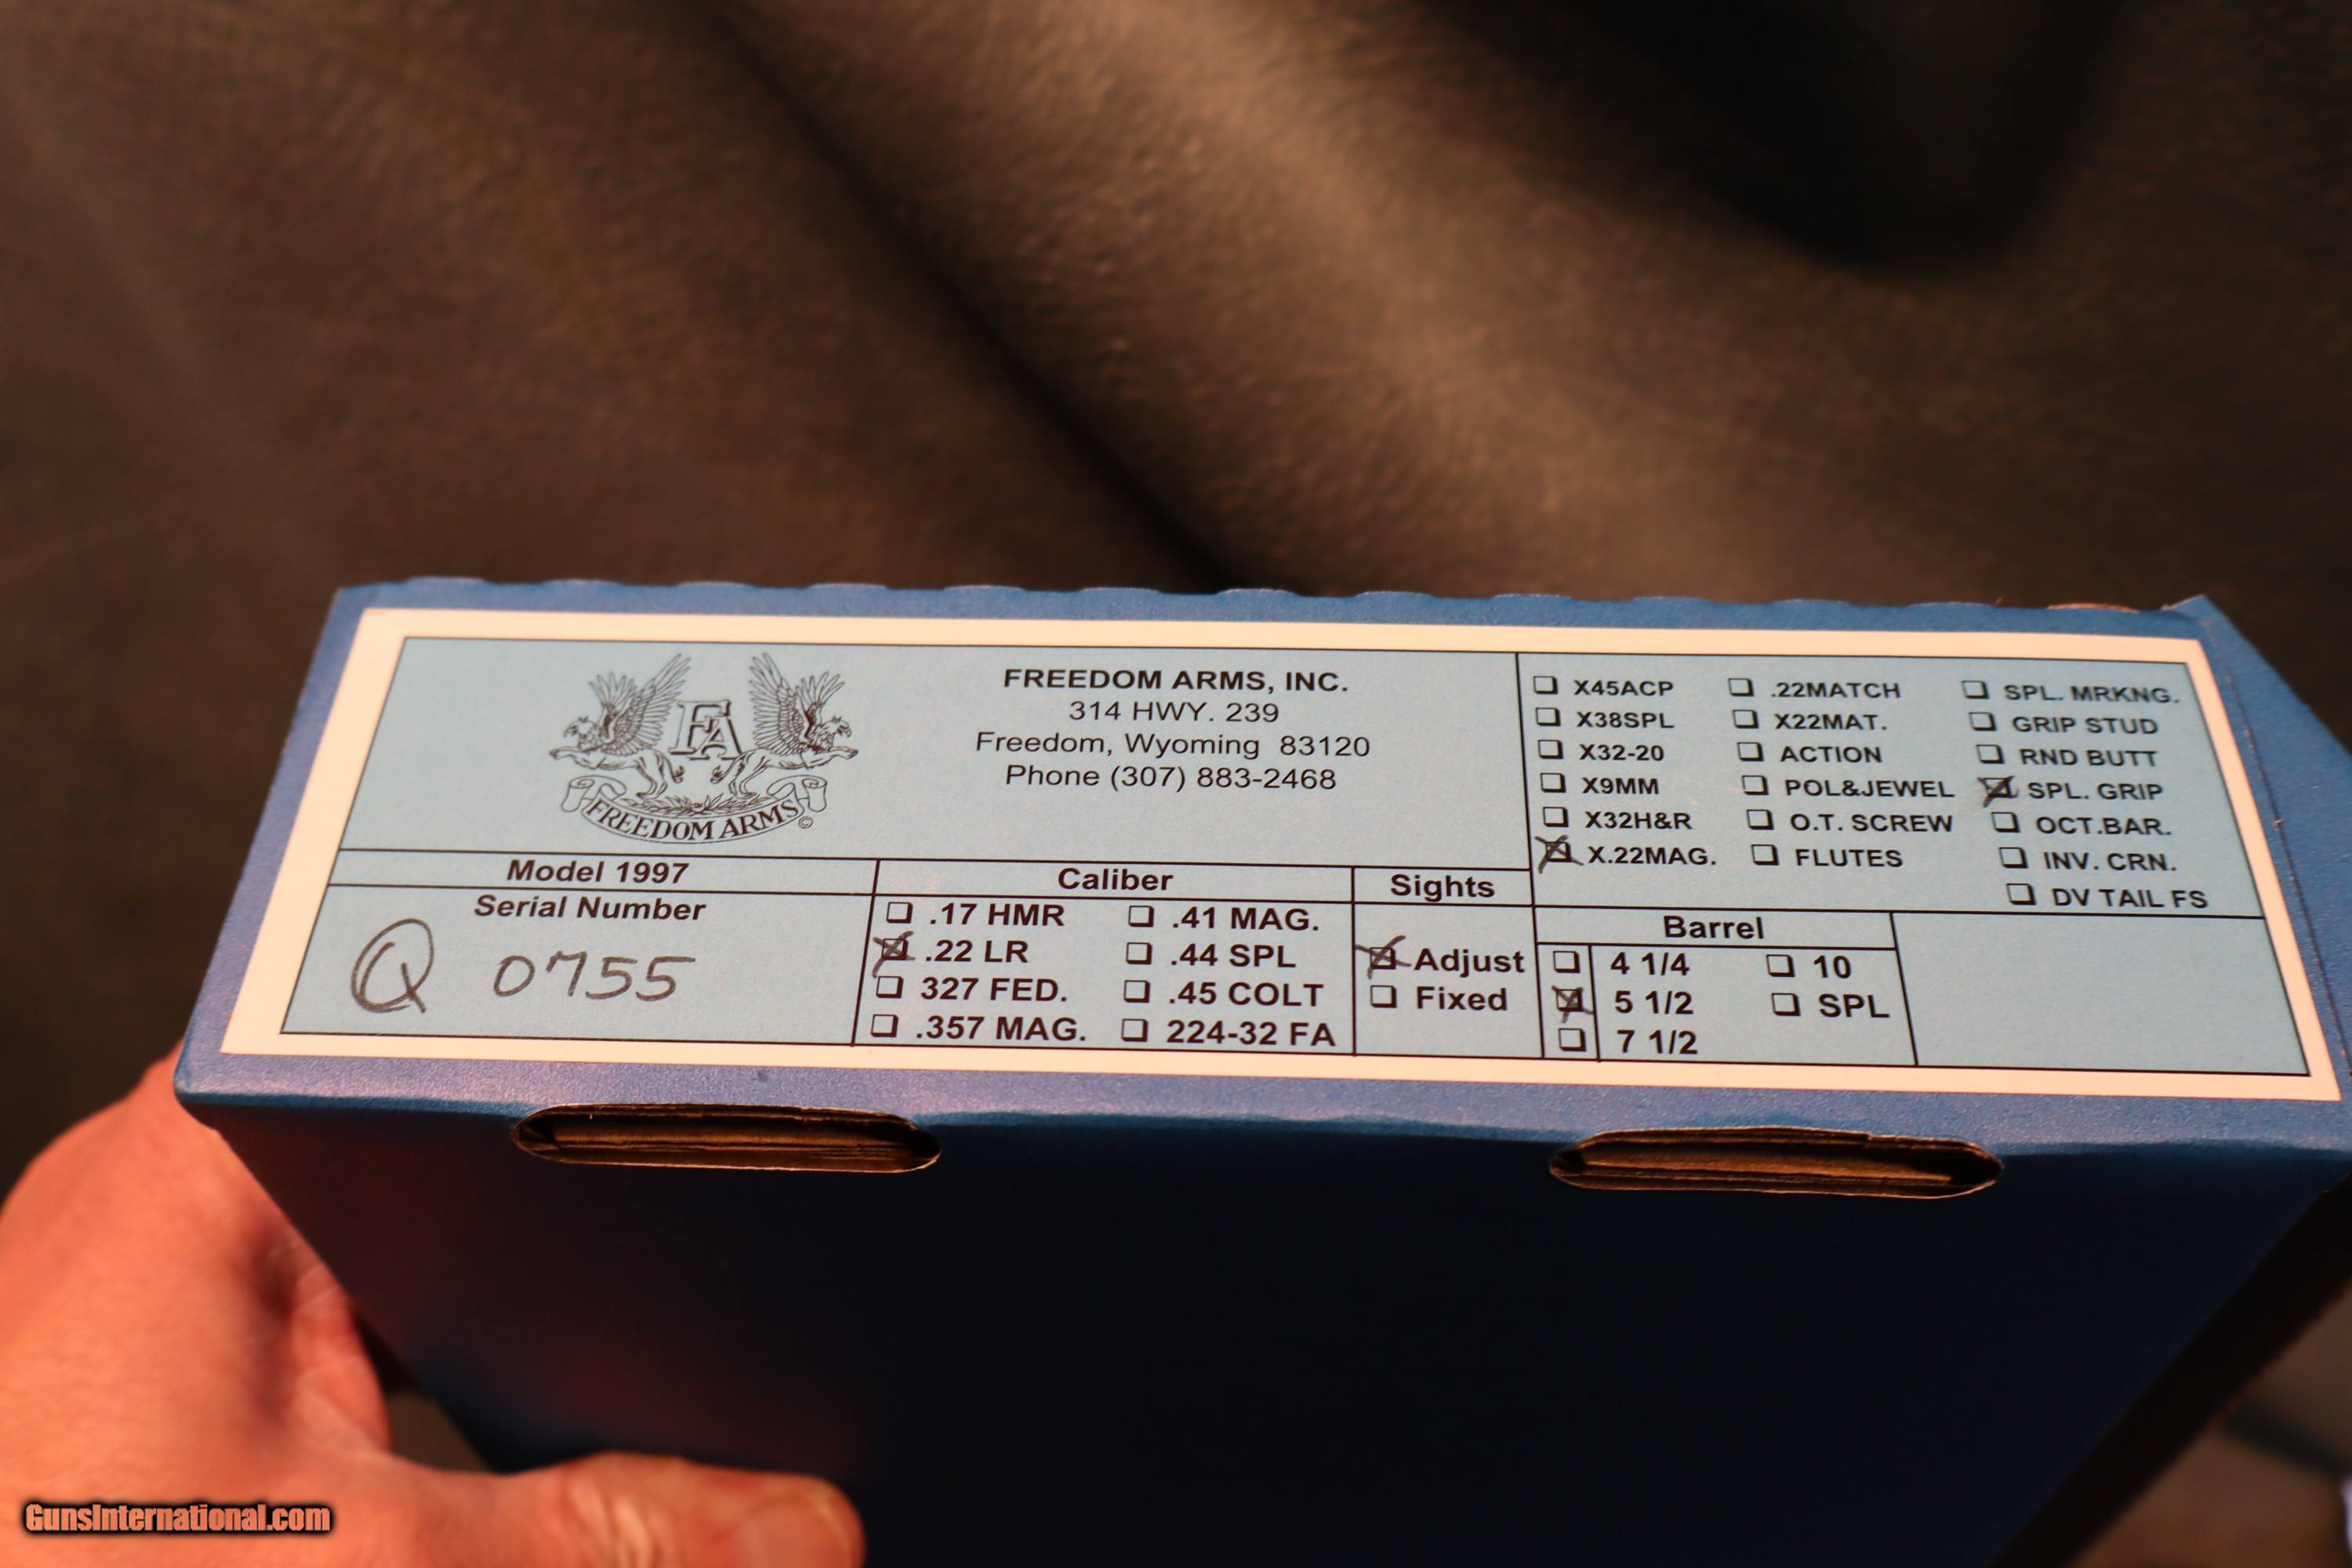 FA
FREEDOM ARMS©
FREEDOM ARMS, INC.
314 HWY. 239
Freedom, Wyoming 83120
Phone (307) 883-2468
X45ACP
X38SPL
X32-20
X9MM
X32H&R
X.22MAG.
.22MATCH
X22MAT.
ACTION
POL&JEWEL
O.T. SCREW
FLUTES
SPL. MRKNG.
GRIP STUD
RND BUTT
SPL. GRIP
OCT.BAR.
INV. CRN.
DV TAIL FS
Model 1997
Serial Number
Q 0755
Caliber
.17 HMR
.22 LR
327 FED.
.357 MAG.
.41 MAG.
.44 SPL
.45 COLT
224-32 FA
Sights
Adjust
Fixed
Barrel
4 1/4
5 1/2
7 1/2
10
SPL
GunsInternational.com